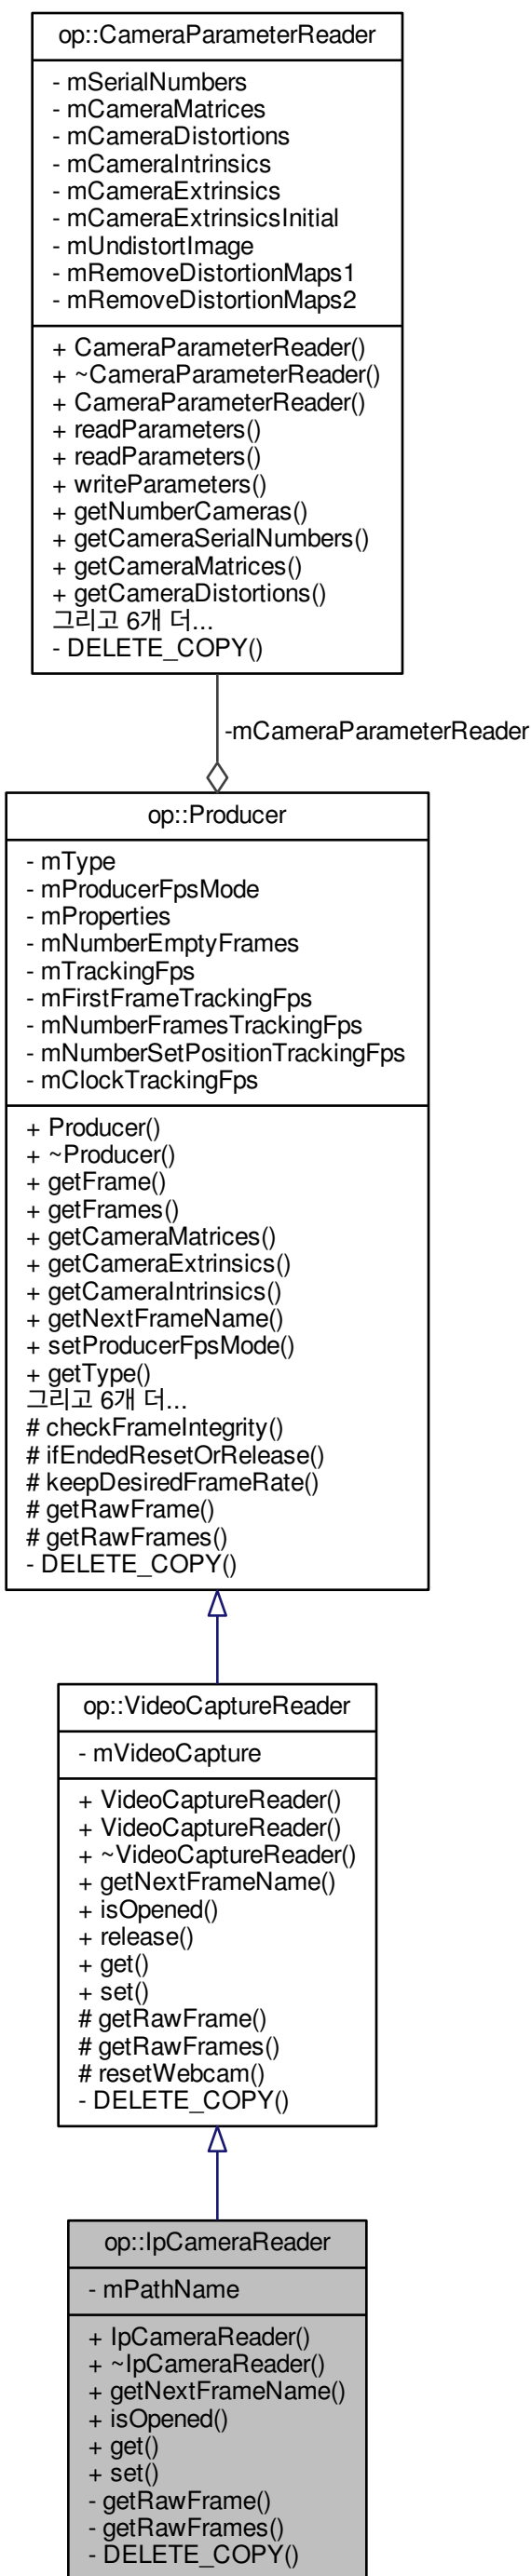 op::CameraParameterReader
- mSerialNumbers
- mCameraMatrices
- mCameraDistortions
- mCameraIntrinsics
- mCameraExtrinsics
- mCameraExtrinsicsInitial
- mUndistortImage
- mRemoveDistortionMaps1
- mRemoveDistortionMaps2
+ CameraParameterReader()
+ ~CameraParameterReader()
+ CameraParameterReader()
+ readParameters()
+ readParameters()
+ writeParameters()
+ getNumberCameras()
+ getCameraSerialNumbers()
+ getCameraMatrices()
+ getCameraDistortions()
그리고 6개 더...
- DELETE_COPY()
-mCameraParameterReader
op::Producer
- mType
- mProducerFpsMode
- mProperties
- mNumberEmptyFrames
- mTrackingFps
- mFirstFrameTrackingFps
- mNumberFramesTrackingFps
- mNumberSetPositionTrackingFps
- mClockTrackingFps
+ Producer()
+ ~Producer()
+ getFrame()
+ getFrames()
+ getCameraMatrices()
+ getCameraExtrinsics()
+ getCameraIntrinsics()
+ getNextFrameName()
+ setProducerFpsMode()
+ getType()
그리고 6개 더...
# checkFrameIntegrity()
# ifEndedResetOrRelease()
# keepDesiredFrameRate()
# getRawFrame()
# getRawFrames()
- DELETE_COPY()
op::VideoCaptureReader
- mVideoCapture
+ VideoCaptureReader()
+ VideoCaptureReader()
+ ~VideoCaptureReader()
+ getNextFrameName()
+ isOpened()
+ release()
+ get()
+ set()
# getRawFrame()
# getRawFrames()
# resetWebcam()
- DELETE_COPY()
op::IpCameraReader
- mPathName
+ IpCameraReader()
+ ~IpCameraReader()
+ getNextFrameName()
+ isOpened()
+ get()
+ set()
- getRawFrame()
- getRawFrames()
- DELETE_COPY()